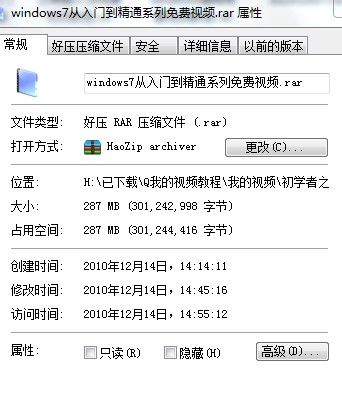 windows7从入门到精通系列免费视频.rar 属性
常规 好压压缩文件 安全 详细信息 以前的版本
windows7从入门到精通系列免费视频.rar
文件类型: 好压 RAR 压缩文件 (.rar)
打开方式: HaoZip archiver 更改(C)...
位置: H:\已下载\Q我的视频教程\我的视频\初学者之
大小: 287 MB (301,242,998 字节)
占用空间: 287 MB (301,244,416 字节)
创建时间: 2010年12月14日，14:14:11
修改时间: 2010年12月14日，14:45:16
访问时间: 2010年12月14日，14:55:12
属性: 只读(R) 隐藏(H) 高级(D)...